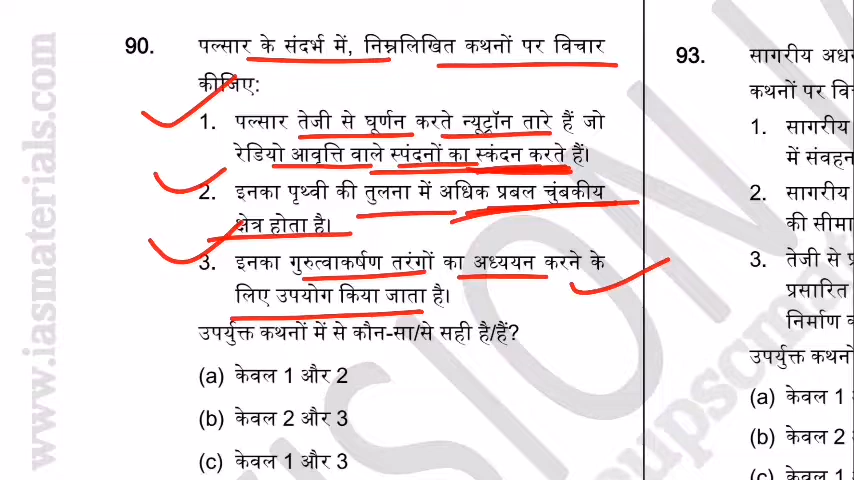 90. पल्सार के संदर्भ में, निम्नलिखित कथनों पर विचार
कीजिए:
1. पल्सार तेजी से घूर्णन करते न्यूट्रॉन तारे हैं जो
रेडियो आवृत्ति वाले स्पंदनों का स्कंदन करते हैं।
2. इनका पृथ्वी की तुलना में अधिक प्रबल चुंबकीय
क्षेत्र होता है।
3. इनका गुरुत्वाकर्षण तरंगों का अध्ययन करने के
लिए उपयोग किया जाता है।
उपर्युक्त कथनों में से कौन-सा/से सही है/हैं?
(a) केवल 1 और 2
(b) केवल 2 और 3
(c) केवल 1 और 3
93. सागरीय
कथनों पर
1. सागरीय
में
2. सागरीय
की
3. तेजी से
प्रसारित
निर्माण
उपर्युक्त
(a) केवल 1
(b) केवल 2
(c) केवल 1
www.iasmaterials.com
VISION